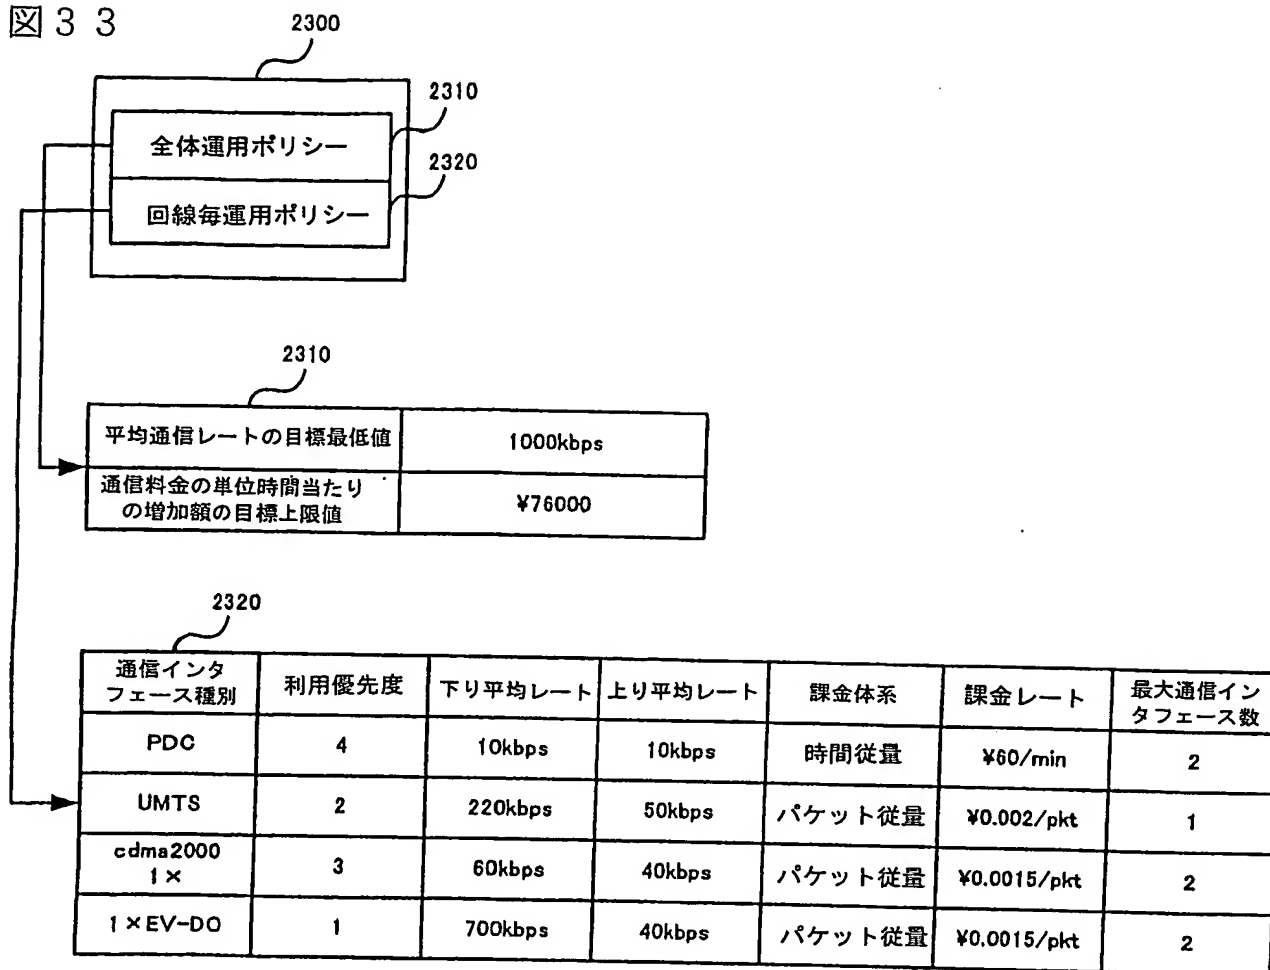 図３３
2300
2310
全体運用ポリシー
2320
回線毎運用ポリシー
2310
平均通信レートの目標最低値 1000kbps
通信料金の単位時間当たり
の増加額の目標上限値 ¥76000
2320
通信インタ
フェース種別 利用優先度 下り平均レート 上り平均レート 課金体系 課金レート 最大通信イン
タフェース数
PDC 4 10kbps 10kbps 時間従量 ¥60/min 2
UMTS 2 220kbps 50kbps パケット従量 ¥0.002/pkt 1
cdma2000
1× 3 60kbps 40kbps パケット従量 ¥0.0015/pkt 2
1×EV-DO 1 700kbps 40kbps パケット従量 ¥0.0015/pkt 2